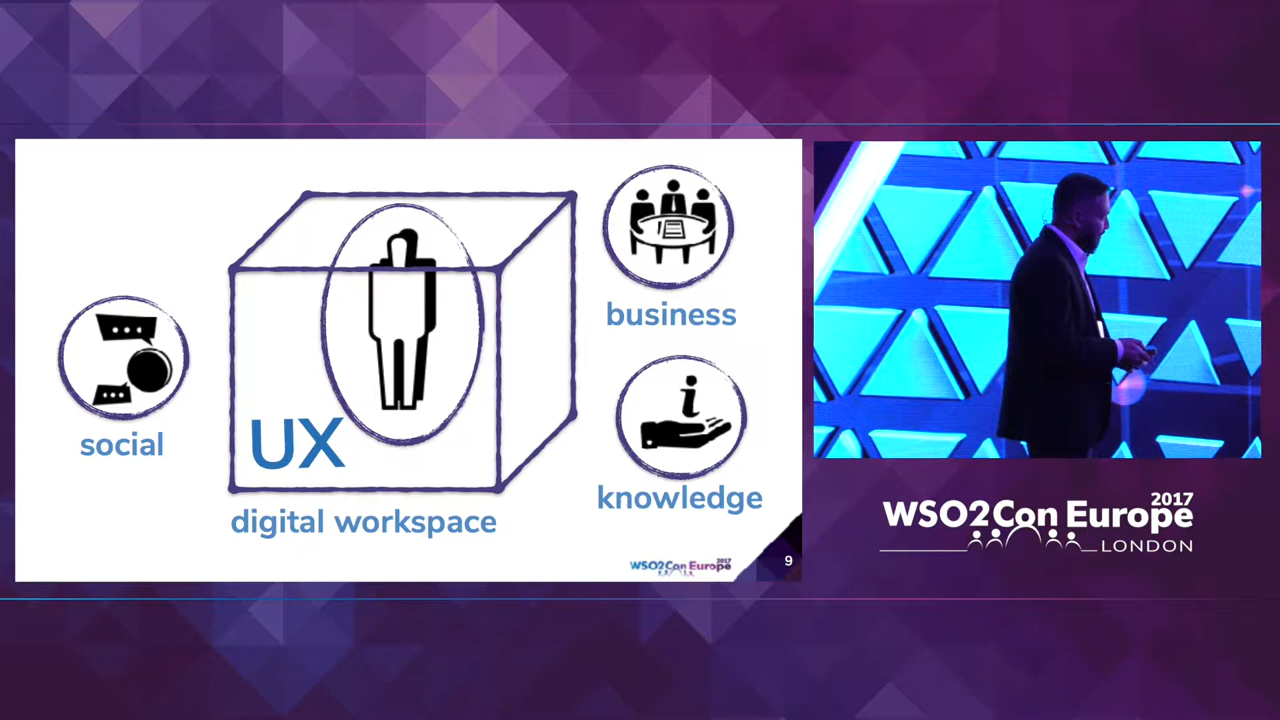 business
social
UX
knowledge
digital workspace
WSO2Con Europe
2017
9
2017
WSO2Con Europe
LONDON